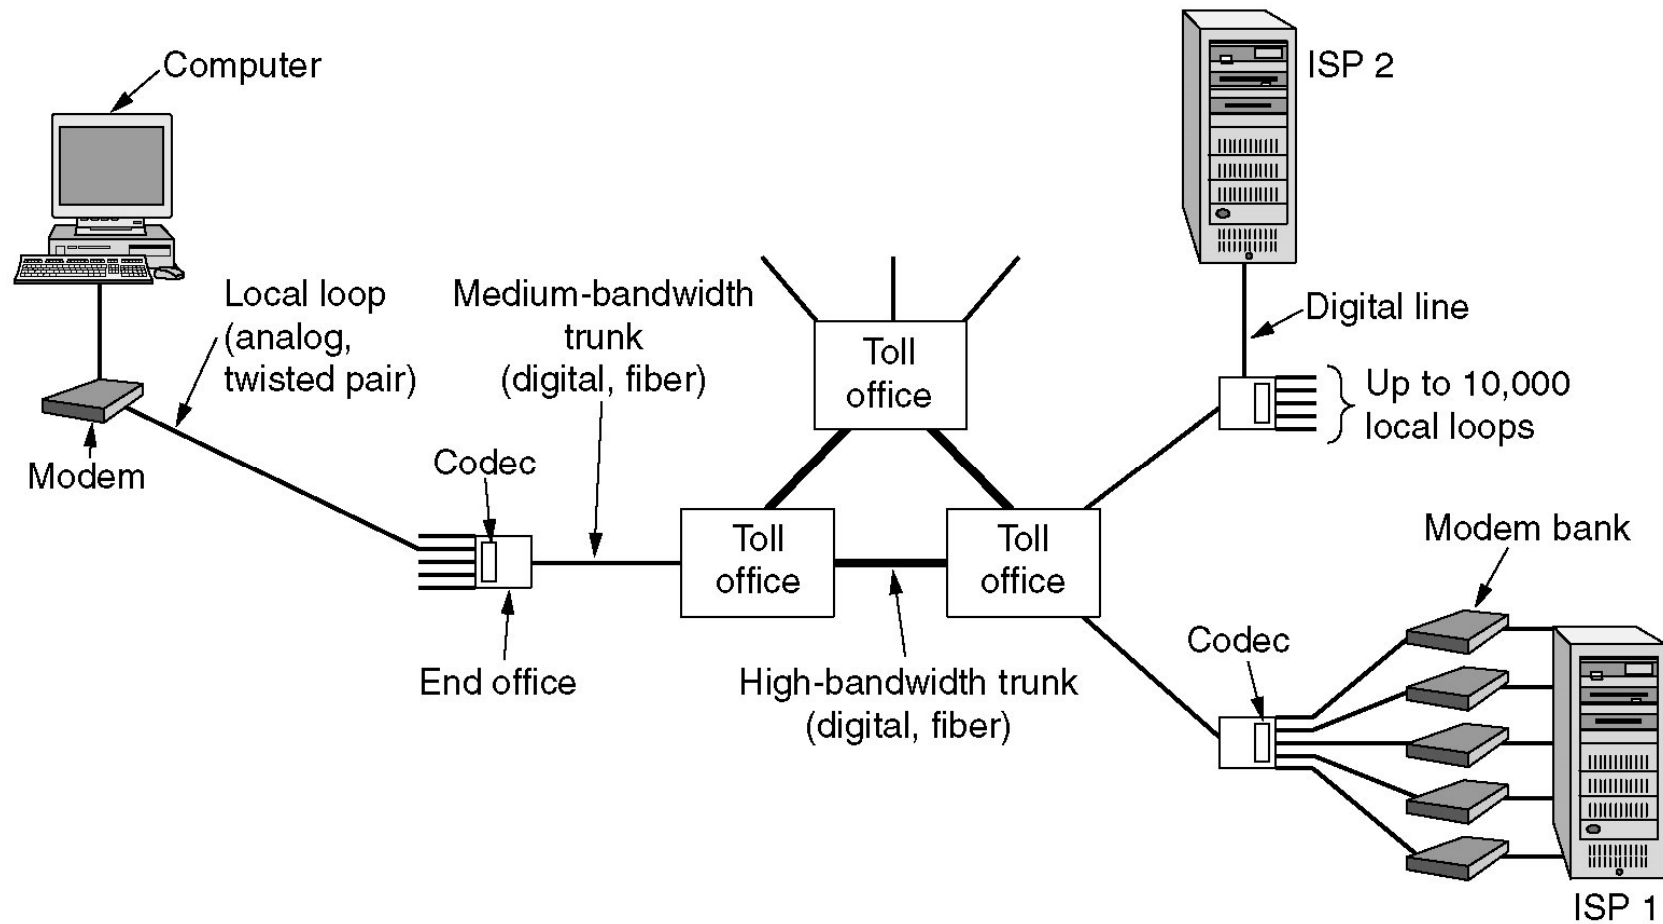 Computer
ISP 2
Local loop
(analog,
twisted pair)
Medium-bandwidth
trunk
(digital, fiber)
Digital line
Toll
office
Up to 10,000
local loops
Modem
Codec
Toll
office
Toll
office
Modem bank
End office
High-bandwidth trunk
(digital, fiber)
Codec
ISP 1